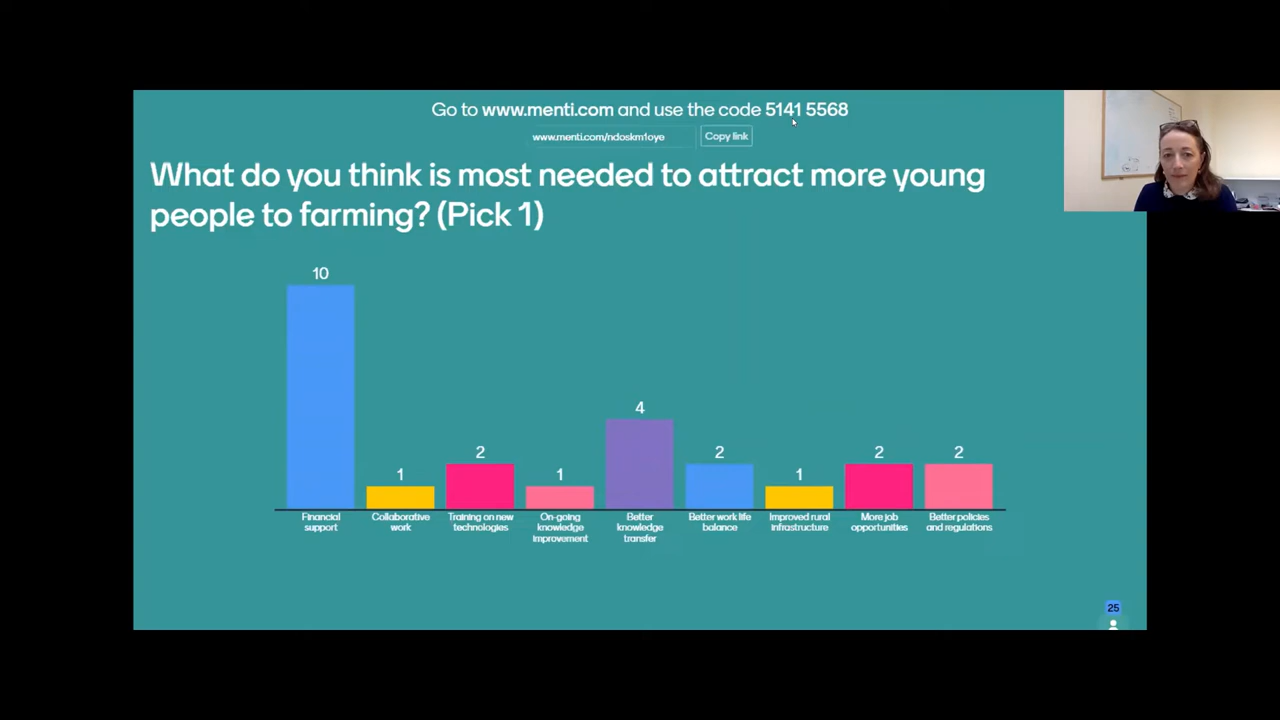 Go to www.menti.com and use the code 5141 5568
www.menti.com/ndoskm1oye
Copy link
What do you think is most needed to attract more young
people to farming? (Pick 1)
10
1
2
1
4
2
1
2
2
Financial
support
Collaborative
work
Training on new
technologies
On-going
knowledge
improvement
Better
knowledge
transfer
Better work life
balance
Improved rural
infrastructure
More job
opportunities
Better policies
and regulations
25